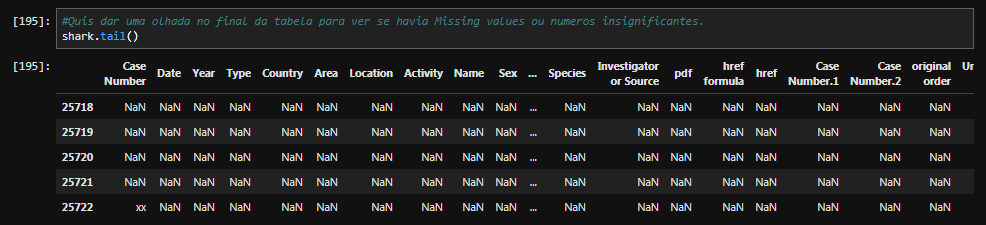 [195]: #Quis dar uma olhada no final da tabela para ver se havia Missing values ou numeros insignificantes.
shark.tail()
[195]: Case Number Date Year Type Country Area Location Activity Name Sex ... Species Investigator or Source pdf href formula href Case Number.1 Case Number.2 original order Ur
25718 NaN NaN NaN NaN NaN NaN NaN NaN NaN NaN ... NaN NaN NaN NaN NaN NaN NaN NaN
25719 NaN NaN NaN NaN NaN NaN NaN NaN NaN NaN ... NaN NaN NaN NaN NaN NaN NaN NaN
25720 NaN NaN NaN NaN NaN NaN NaN NaN NaN NaN ... NaN NaN NaN NaN NaN NaN NaN NaN
25721 NaN NaN NaN NaN NaN NaN NaN NaN NaN NaN ... NaN NaN NaN NaN NaN NaN NaN NaN
25722 xx NaN NaN NaN NaN NaN NaN NaN NaN NaN ... NaN NaN NaN NaN NaN NaN NaN NaN